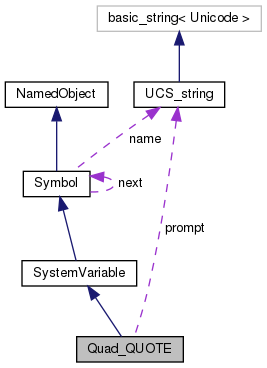 basic_string< Unicode >
NamedObject
UCS_string
name
Symbol
next
prompt
SystemVariable
Quad_QUOTE